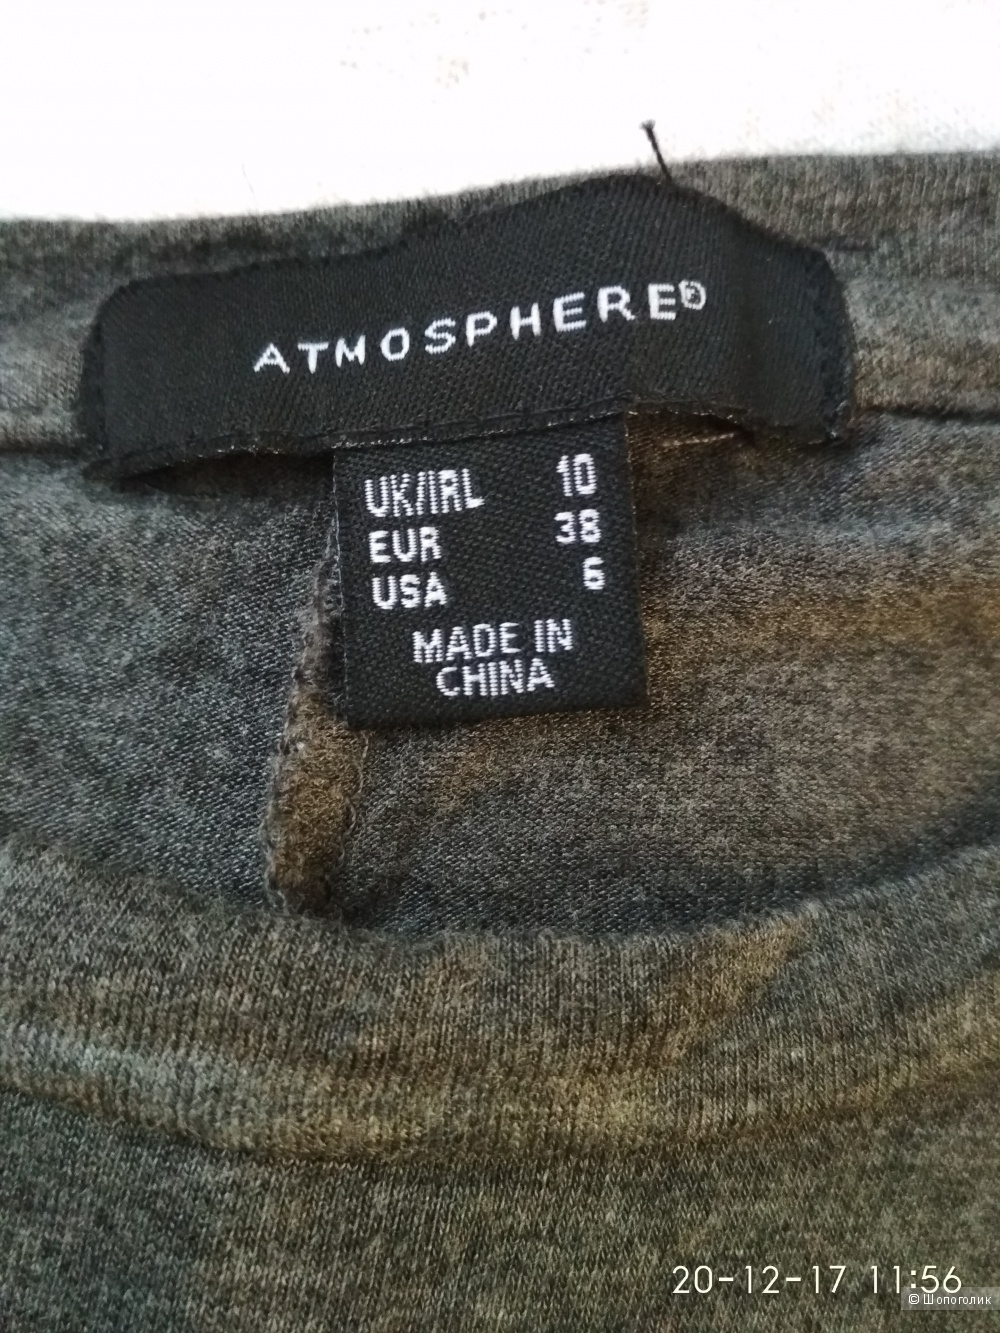 ATMOSPHERE®
UK/IRL 10
EUR 38
USA 6
MADE IN
CHINA
20-12-17 11:56
© Шопоголик